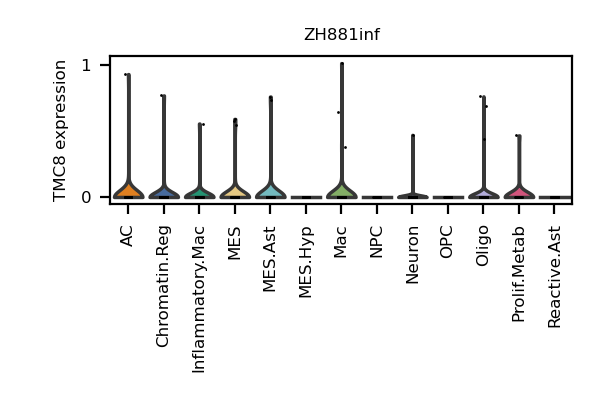 ZH881inf
TMC8 expression
1
0
AC
Chromatin.Reg
Inflammatory.Mac
MES
MES.Ast
MES.Hyp
Mac
NPC
Neuron
OPC
Oligo
Prolif.Metab
Reactive.Ast